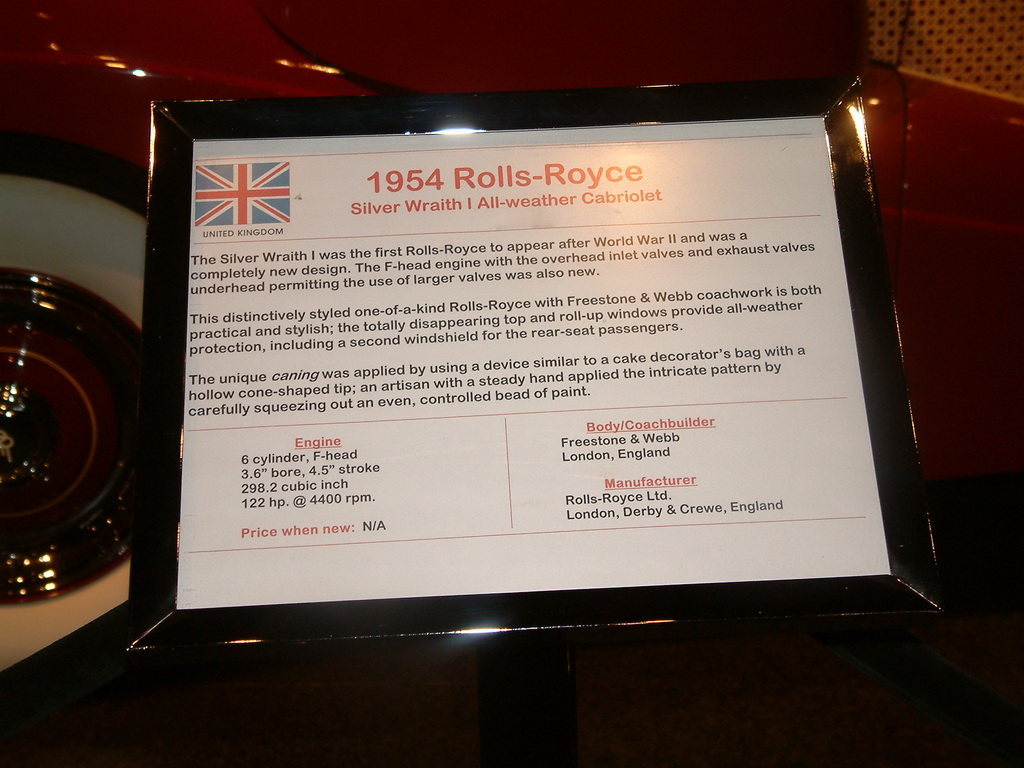 1954 Rolls-Royce
Silver Wraith I All-weather Cabriolet
UNITED KINGDOM
The Silver Wraith I was the first Rolls-Royce to appear after World War II and was a
completely new design. The F-head engine with the overhead inlet valves and exhaust valves
underhead permitting the use of larger valves was also new.
This distinctively styled one-of-a-kind Rolls-Royce with Freestone & Webb coachwork is both
practical and stylish; the totally disappearing top and roll-up windows provide all-weather
protection, including a second windshield for the rear-seat passengers.
The unique caning was applied by using a device similar to a cake decorator's bag with a
hollow cone-shaped tip; an artisan with a steady hand applied the intricate pattern by
carefully squeezing out an even, controlled bead of paint.
Engine
6 cylinder, F-head
3.6" bore, 4.5" stroke
298.2 cubic inch
122 hp. @ 4400 rpm.
Price when new: N/A
Body/Coachbuilder
Freestone & Webb
London, England
Manufacturer
Rolls-Royce Ltd.
London, Derby & Crewe, England